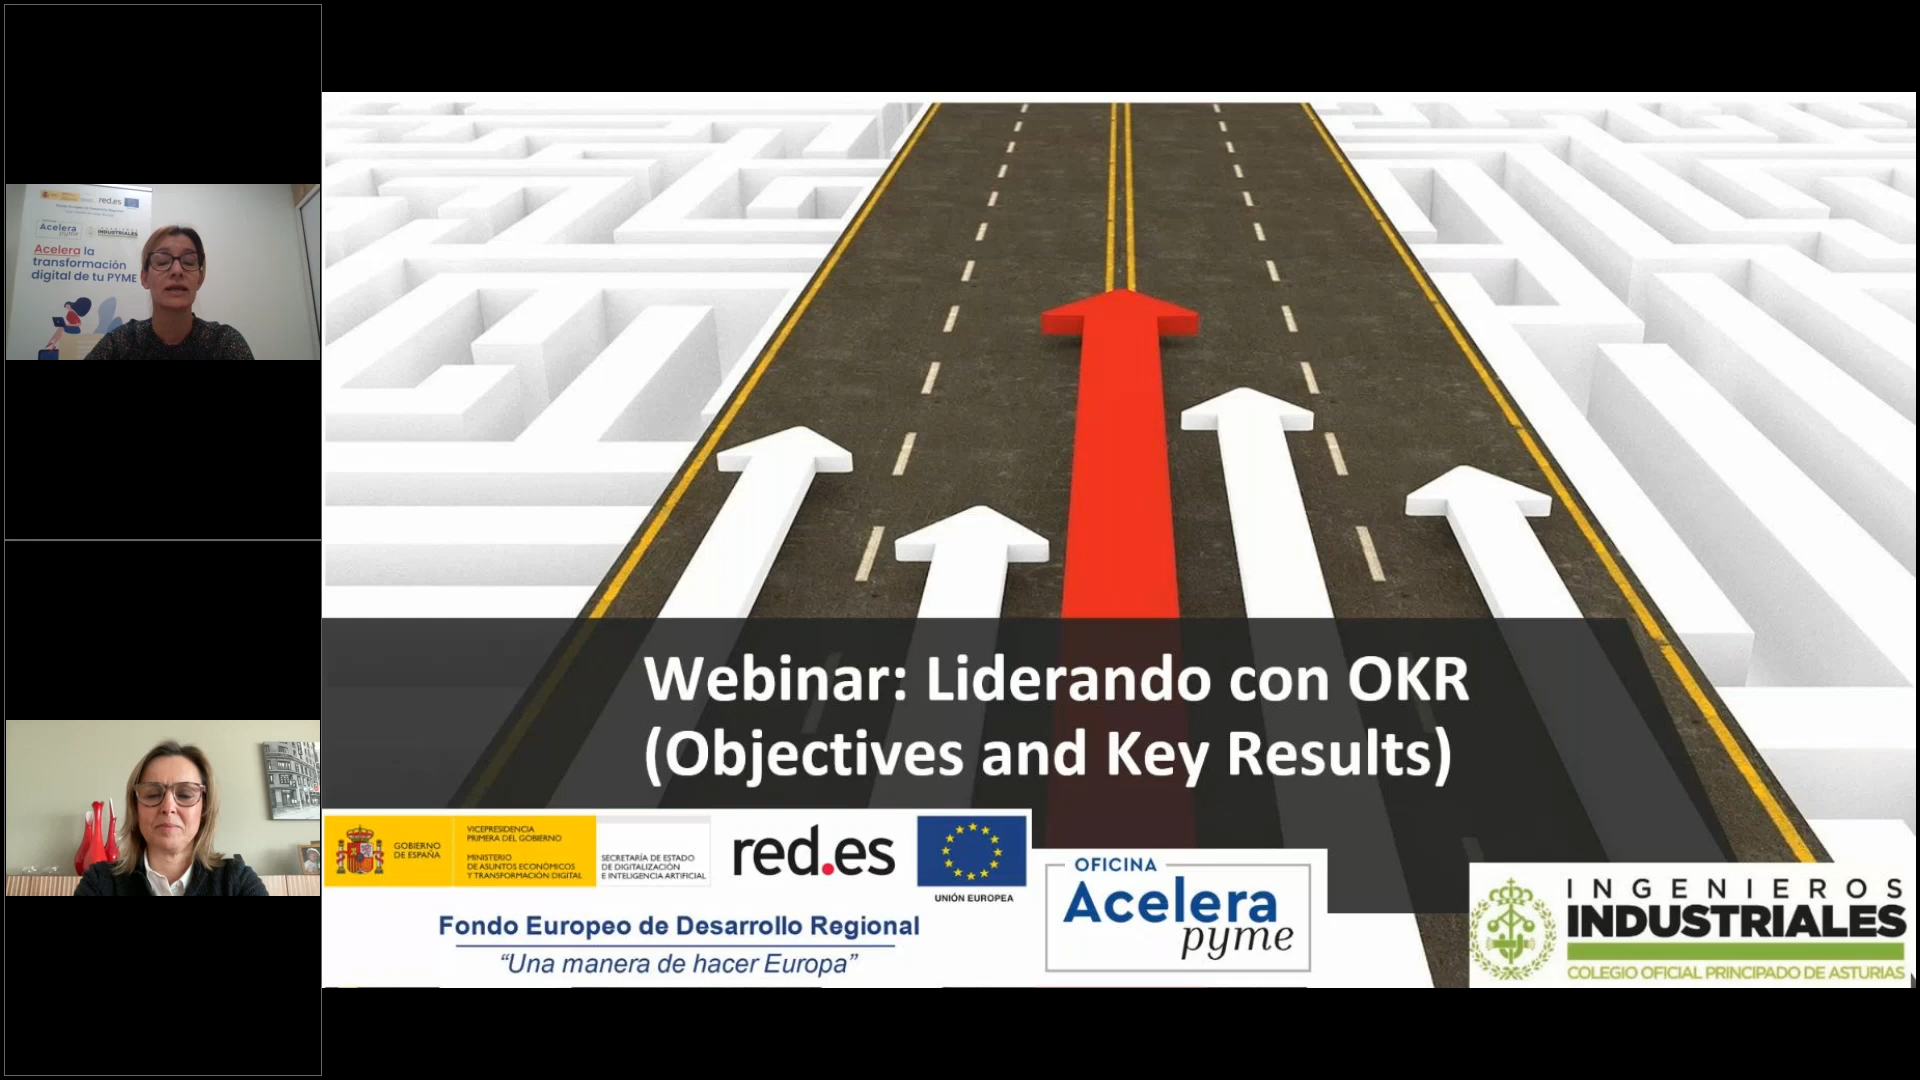 red.es
Acelera
pyme
INDUSTRIALES
Acelera la
transformación
digital de tu PYME
Webinar: Liderando con OKR
(Objectives and Key Results)
GOBIERNO
DE ESPAÑA
VICEPRESIDENCIA
PRIMERA DEL GOBIERNO
MINISTERIO
DE ASUNTOS ECONÓMICOS
Y TRANSFORMACIÓN DIGITAL
SECRETARÍA DE ESTADO
DE DIGITALIZACIÓN
E INTELIGENCIA ARTIFICIAL
red.es
UNIÓN EUROPEA
Fondo Europeo de Desarrollo Regional
“Una manera de hacer Europa”
OFICINA
Acelera
pyme
INGENIEROS
INDUSTRIALES
COLEGIO OFICIAL PRINCIPADO DE ASTURIAS